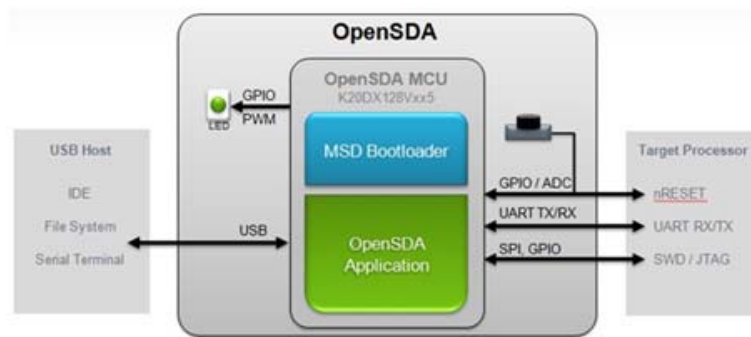 OpenSDA
OpenSDA MCU
K20DX128Vxx5
GPIO
PWM
LED
MSD Bootloader
USB Host
IDE
File System
Serial Terminal
USB
OpenSDA
Application
GPIO / ADC
UART TX/RX
SPI, GPIO
Target Processor
nRESET
UART RX/TX
SWD / JTAG